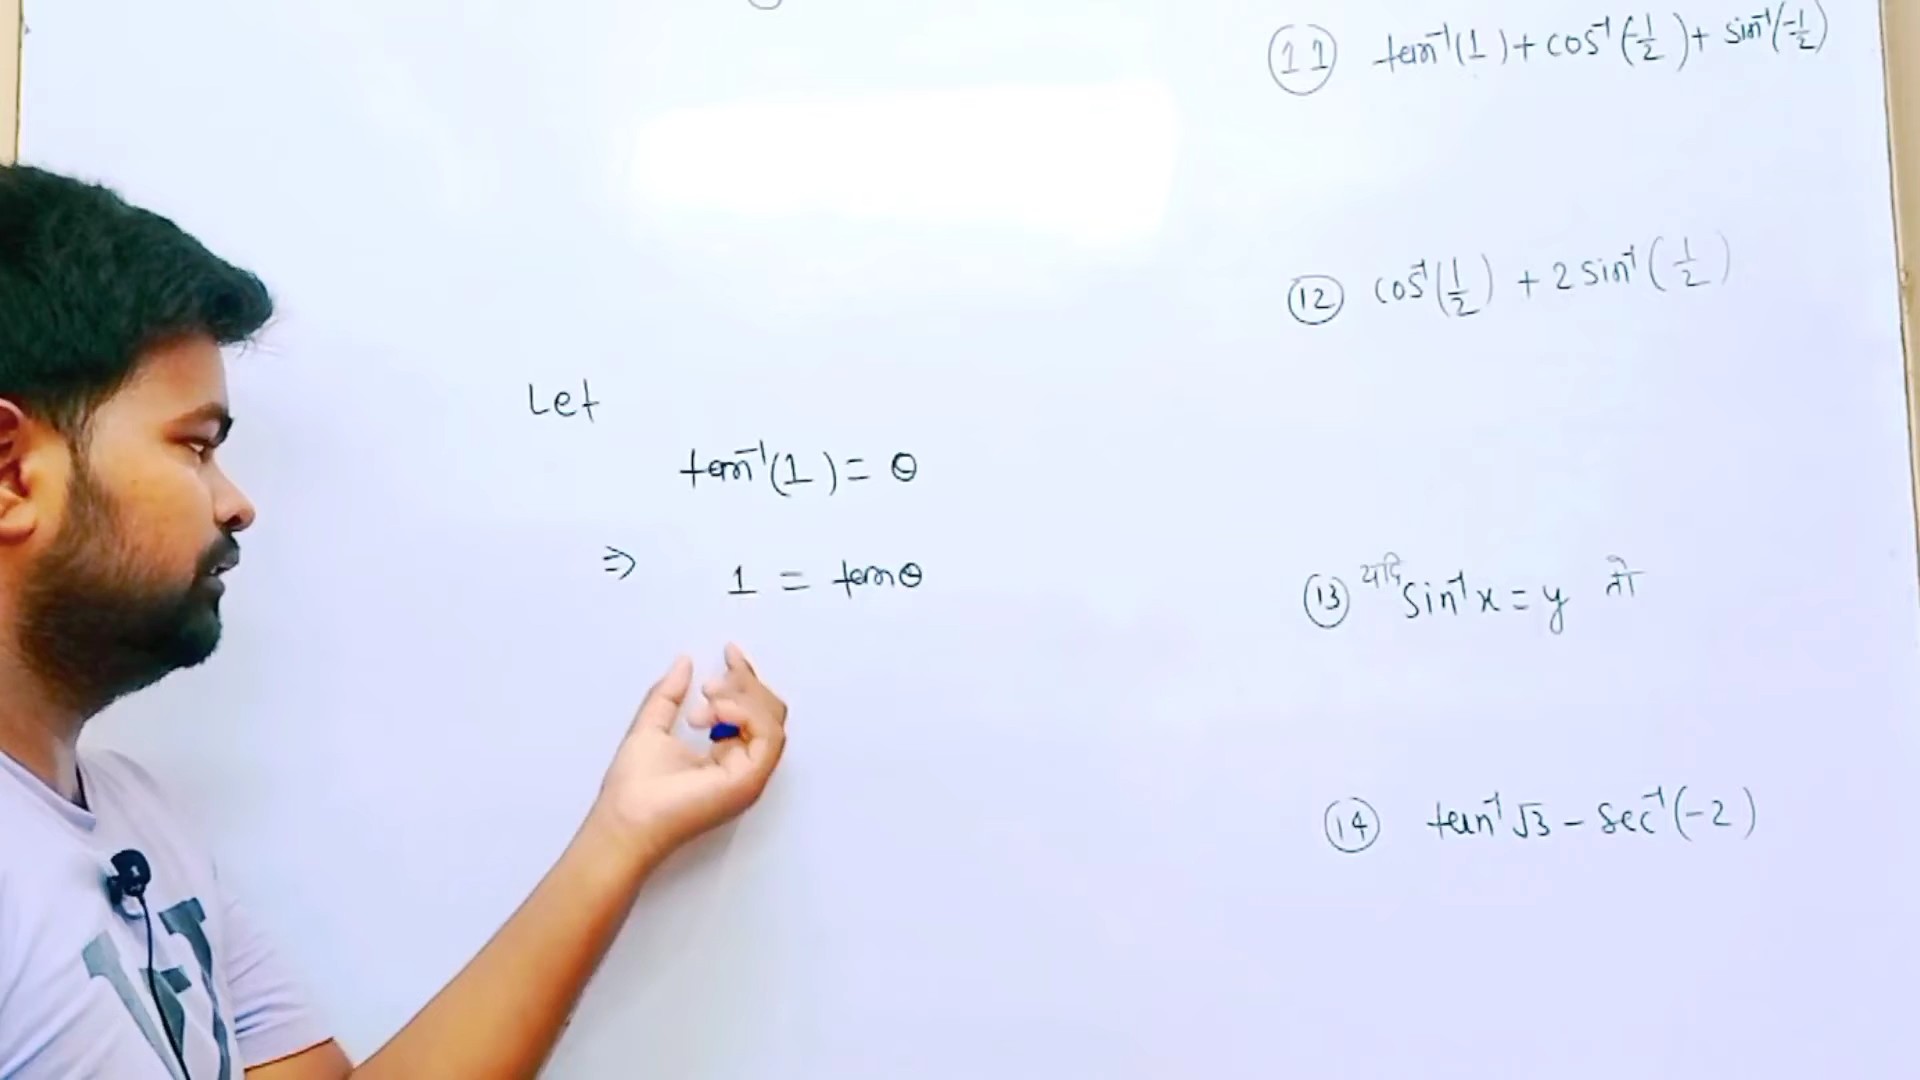 Let
tan⁻¹(1) = θ
⇒ 1 = tanθ
(11) tan⁻¹(1) + cos⁻¹(-1/2) + sin⁻¹(-1/2)
(12) cos⁻¹(1/2) + 2 sin⁻¹(1/2)
(13) यदि sin⁻¹x = y तो
(14) tan⁻¹√3 - sec⁻¹(-2)